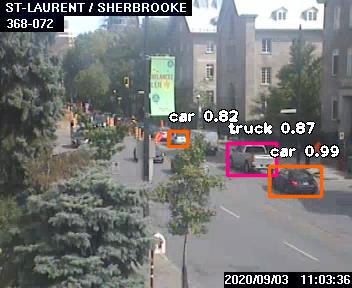 ST-LAURENT / SHERBROOKE
368-072
car 0.82
truck 0.87
car 0.99
2020/09/03 11:03:36